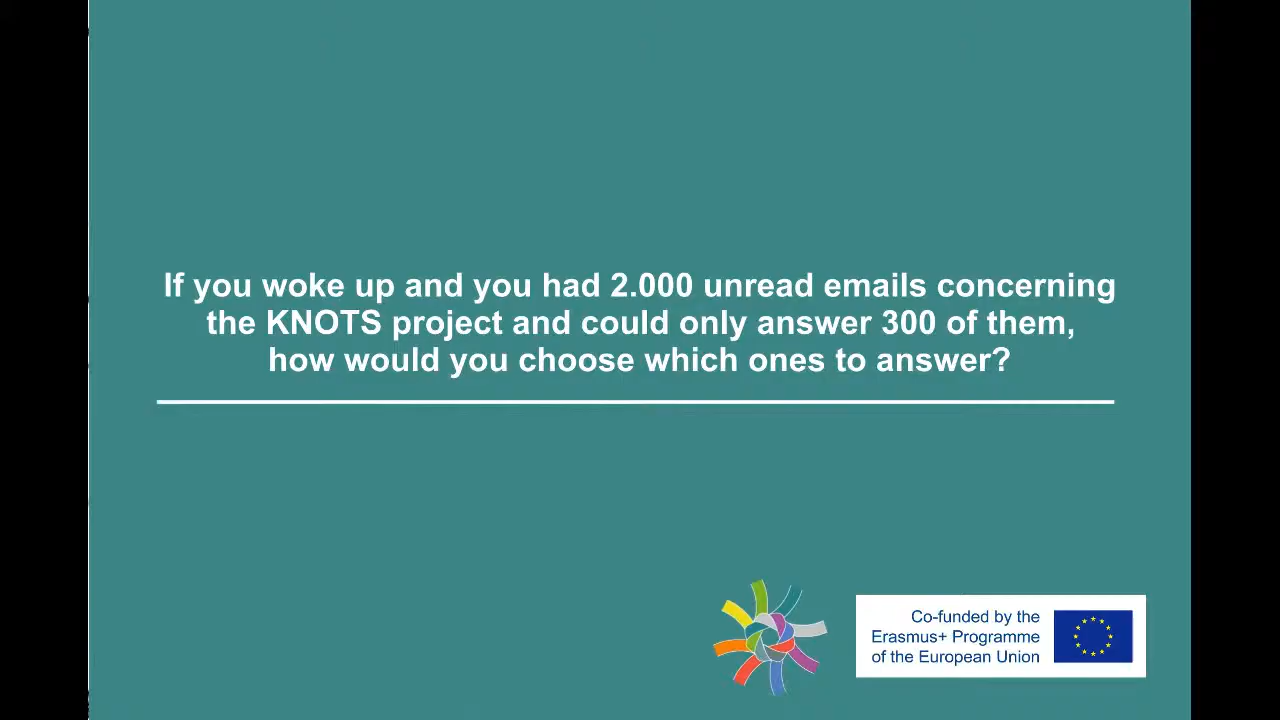 If you woke up and you had 2.000 unread emails concerning
the KNOTS project and could only answer 300 of them,
how would you choose which ones to answer?
Co-funded by the
Erasmus+ Programme
of the European Union